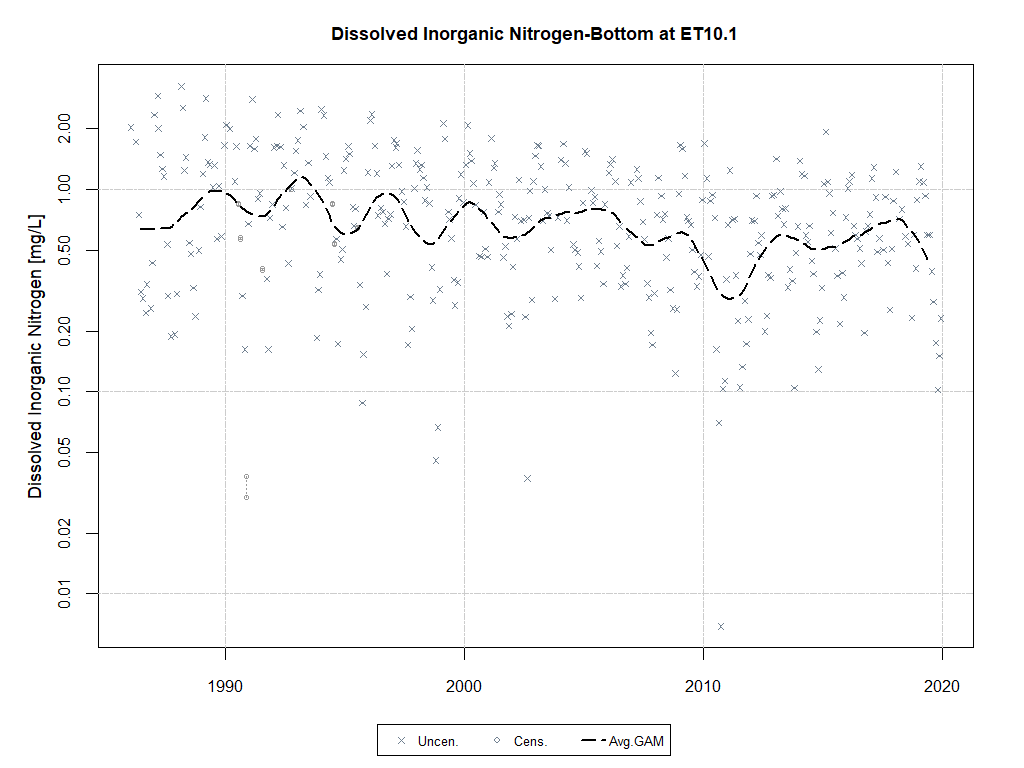 Dissolved Inorganic Nitrogen-Bottom at ET10.1
Dissolved Inorganic Nitrogen [mg/L]
2.00
1.00
0.50
0.20
0.10
0.05
0.02
0.01
1990 2000 2010 2020
Uncen. Cens. Avg.GAM